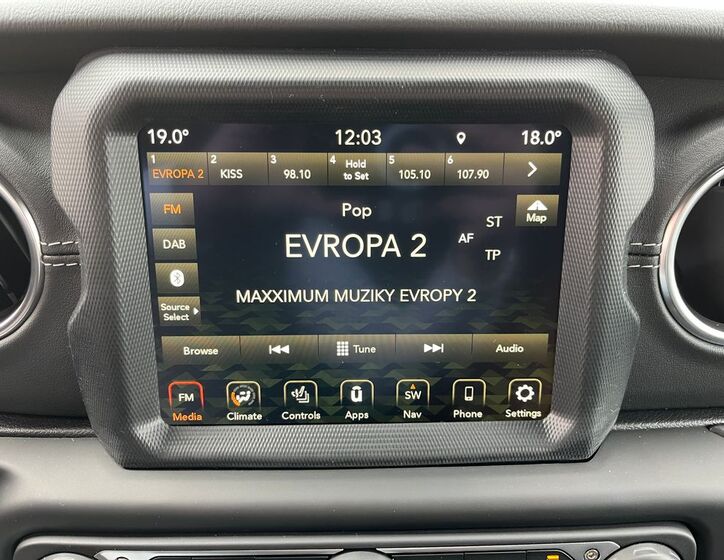 19.0° 12:03 18.0°
1 EVROPA 2 2 KISS 3 98.10 4 Hold to Set 5 105.10 6 107.90
FM
Pop
Map
ST
DAB
EVROPA 2
AF
TP
Source Select
MAXXIMUM MUZIKY EVROPY 2
Browse Tune Audio
FM SW
Media Climate Controls Apps Nav Phone Settings